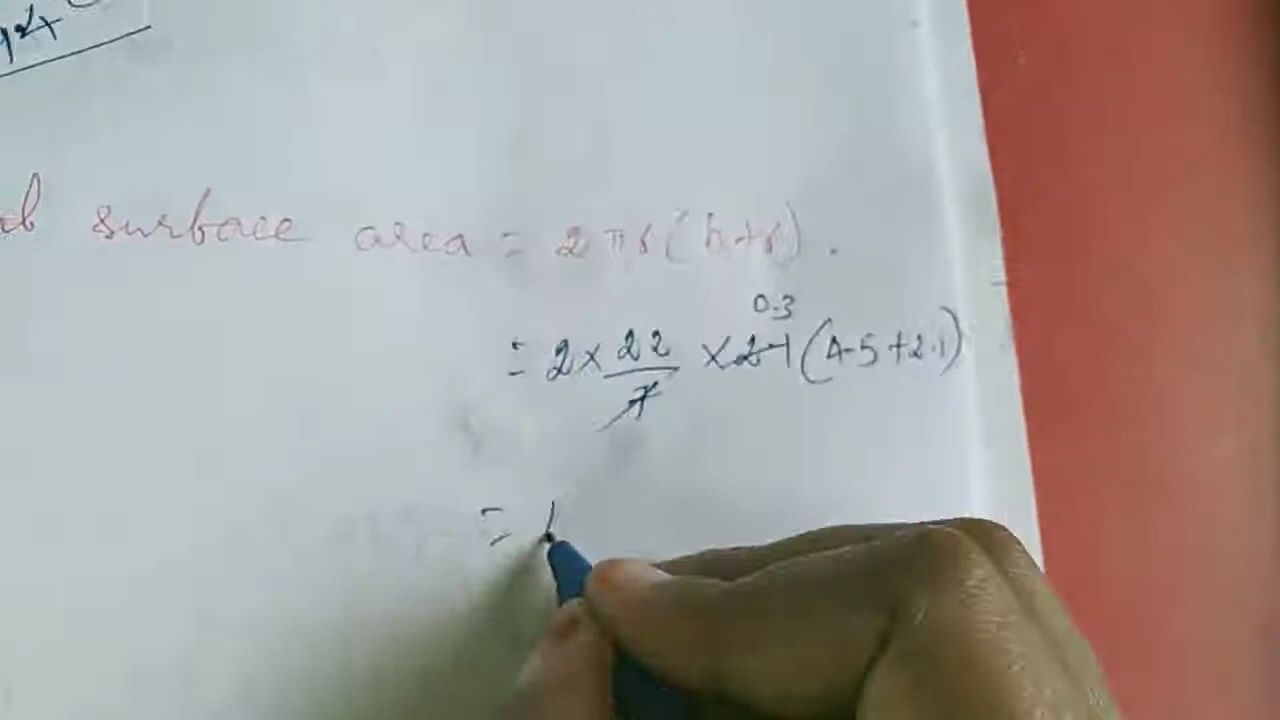 surface area = 2πr(h+r).
0.3
= 2 × 22/7 × 2.1 (4.5 + 2.1)
=